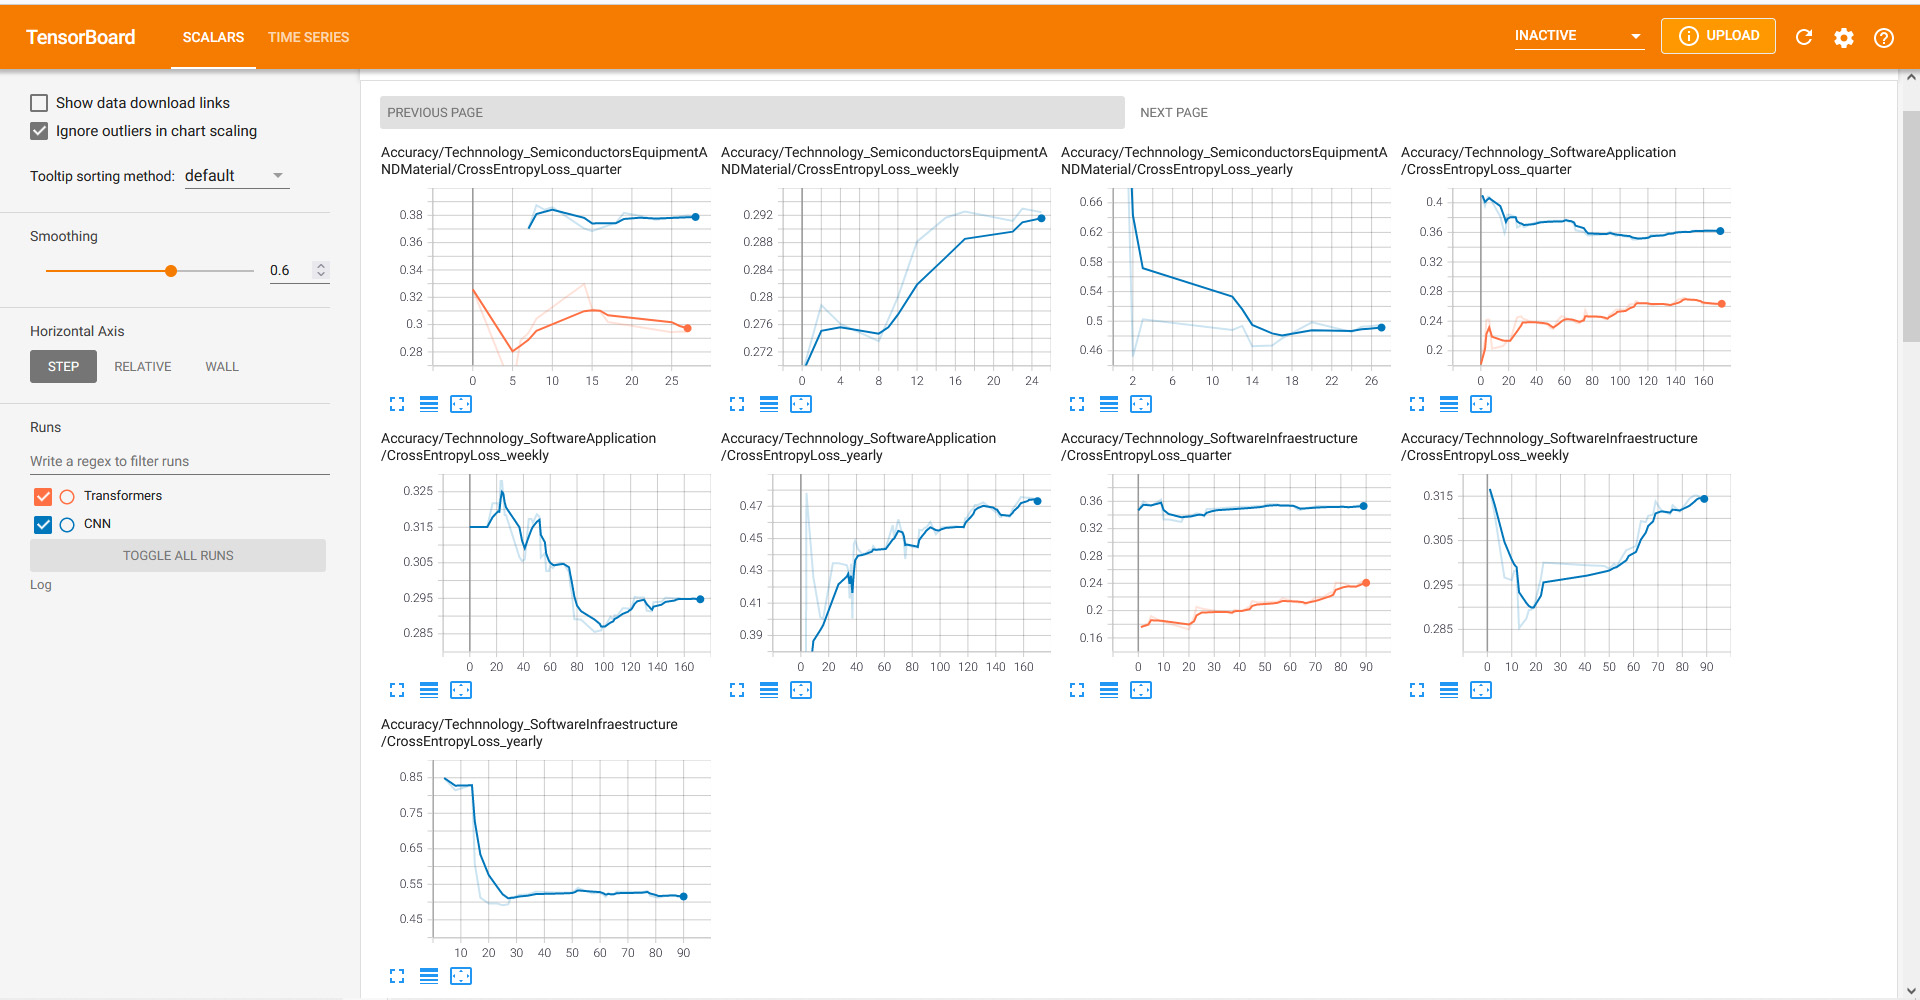 TensorBoard SCALARS TIME SERIES INACTIVE UPLOAD
Show data download links
Ignore outliers in chart scaling
Tooltip sorting method: default
Smoothing
0.6
Horizontal Axis
STEP RELATIVE WALL
Runs
Write a regex to filter runs
Transformers
CNN
TOGGLE ALL RUNS
Log
PREVIOUS PAGE NEXT PAGE
Accuracy/Technnology_SemiconductorsEquipmentA
NDMaterial/CrossEntropyLoss_quarter
0.38
0.36
0.34
0.32
0.3
0.28
0 5 10 15 20 25
Accuracy/Technnology_SemiconductorsEquipmentA
NDMaterial/CrossEntropyLoss_weekly
0.292
0.288
0.284
0.28
0.276
0.272
0 4 8 12 16 20 24
Accuracy/Technnology_SemiconductorsEquipmentA
NDMaterial/CrossEntropyLoss_yearly
0.66
0.62
0.58
0.54
0.5
0.46
2 6 10 14 18 22 26
Accuracy/Technnology_SoftwareApplication
/CrossEntropyLoss_quarter
0.4
0.36
0.32
0.28
0.24
0.2
0 20 40 60 80 100 120 140 160
Accuracy/Technnology_SoftwareApplication
/CrossEntropyLoss_weekly
0.325
0.315
0.305
0.295
0.285
0 20 40 60 80 100 120 140 160
Accuracy/Technnology_SoftwareApplication
/CrossEntropyLoss_yearly
0.47
0.45
0.43
0.41
0.39
0 20 40 60 80 100 120 140 160
Accuracy/Technnology_SoftwareInfraestructure
/CrossEntropyLoss_quarter
0.36
0.32
0.28
0.24
0.2
0.16
0 10 20 30 40 50 60 70 80 90
Accuracy/Technnology_SoftwareInfraestructure
/CrossEntropyLoss_weekly
0.315
0.305
0.295
0.285
0 10 20 30 40 50 60 70 80 90
Accuracy/Technnology_SoftwareInfraestructure
/CrossEntropyLoss_yearly
0.85
0.75
0.65
0.55
0.45
10 20 30 40 50 60 70 80 90